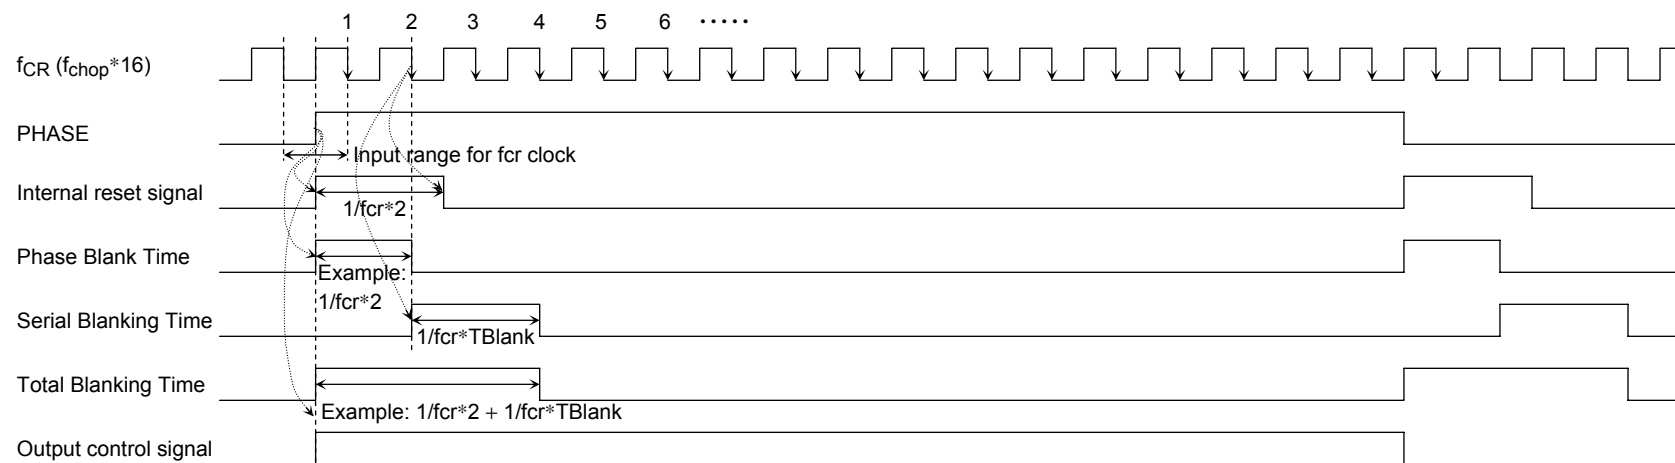 1 2 3 4 5 6 ·····
fCR (fchop*16)
PHASE
Input range for fcr clock
Internal reset signal
1/fcr*2
Phase Blank Time
Example:
1/fcr*2
Serial Blanking Time
1/fcr*TBlank
Total Blanking Time
Example: 1/fcr*2 + 1/fcr*TBlank
Output control signal